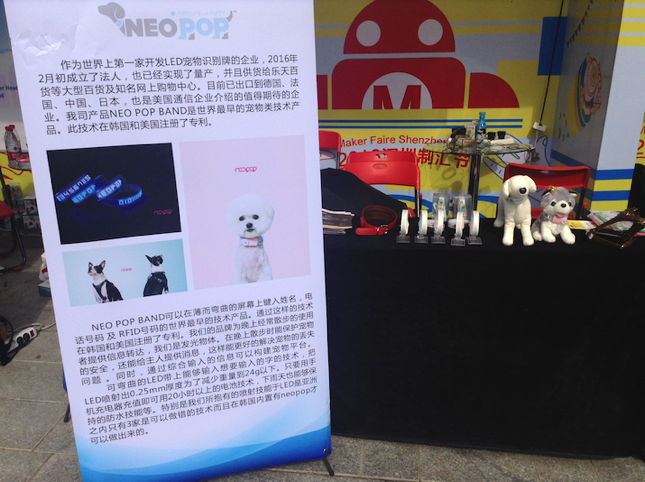 NEO POP
作为世界上第一家开发LED宠物识别牌的企业，2016年
2月初成立了法人，也已经实现了量产，并且供货给乐天百
货等大型百货及知名网上购物中心。目前已出口到德国、法
国、中国、日本，也是美国通信企业介绍的值得期待的企
业。我司产品NEO POP BAND是世界最早的宠物类技术产
品。此技术在韩国和美国注册了专利。
neopop
NEOPOP
neopop
neopop
NEO POP BAND可以在薄而弯曲的屏幕上键入姓名，电
话号码 及 RFID号码的世界最早的技术产品。通过这样的技术
在韩国和美国注册了专利。我们的品牌为晚上经常散步的使用
者提供信息转达，我们是发光物体。在晚上散步时能保护宠物
的安全，还能给主人提供消息，这样能更好的解决宠物的丢失
问题 。同时，通过综合输入的信息可以构建宠物平台。
可弯曲的LED带上能够输入想要输入的字的技术，把
LED喷射出0.25mm厚度为了减少重量到24g以下。只要用手
机充电器充值即可用20小时以上的电池技术，下雨天也能够保
持的防水技能等。特别是我们所抱有的喷射技能于LED是亚洲
之内只有3家是可以做错的技术而且在韩国内置有neopop才
可以做出来的。
M
Maker Faire Shenzhen
深圳制汇节